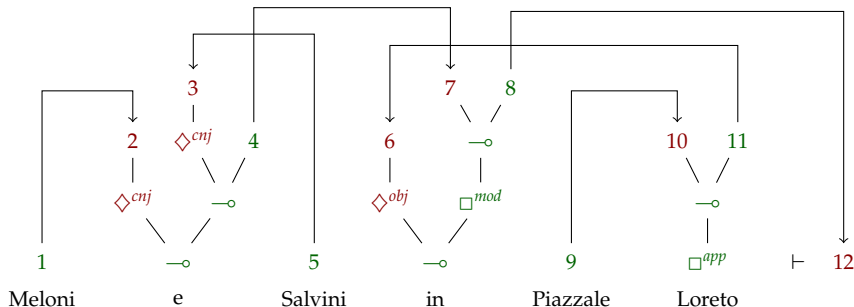 3 4 7 8
2 ◇cnj 4 6 ⊸ 10 11
◇cnj ⊸ ◇obj □mod ⊸
1 ⊸ 5 ⊸ 9 □app ⊢ 12
Meloni e Salvini in Piazzale Loreto